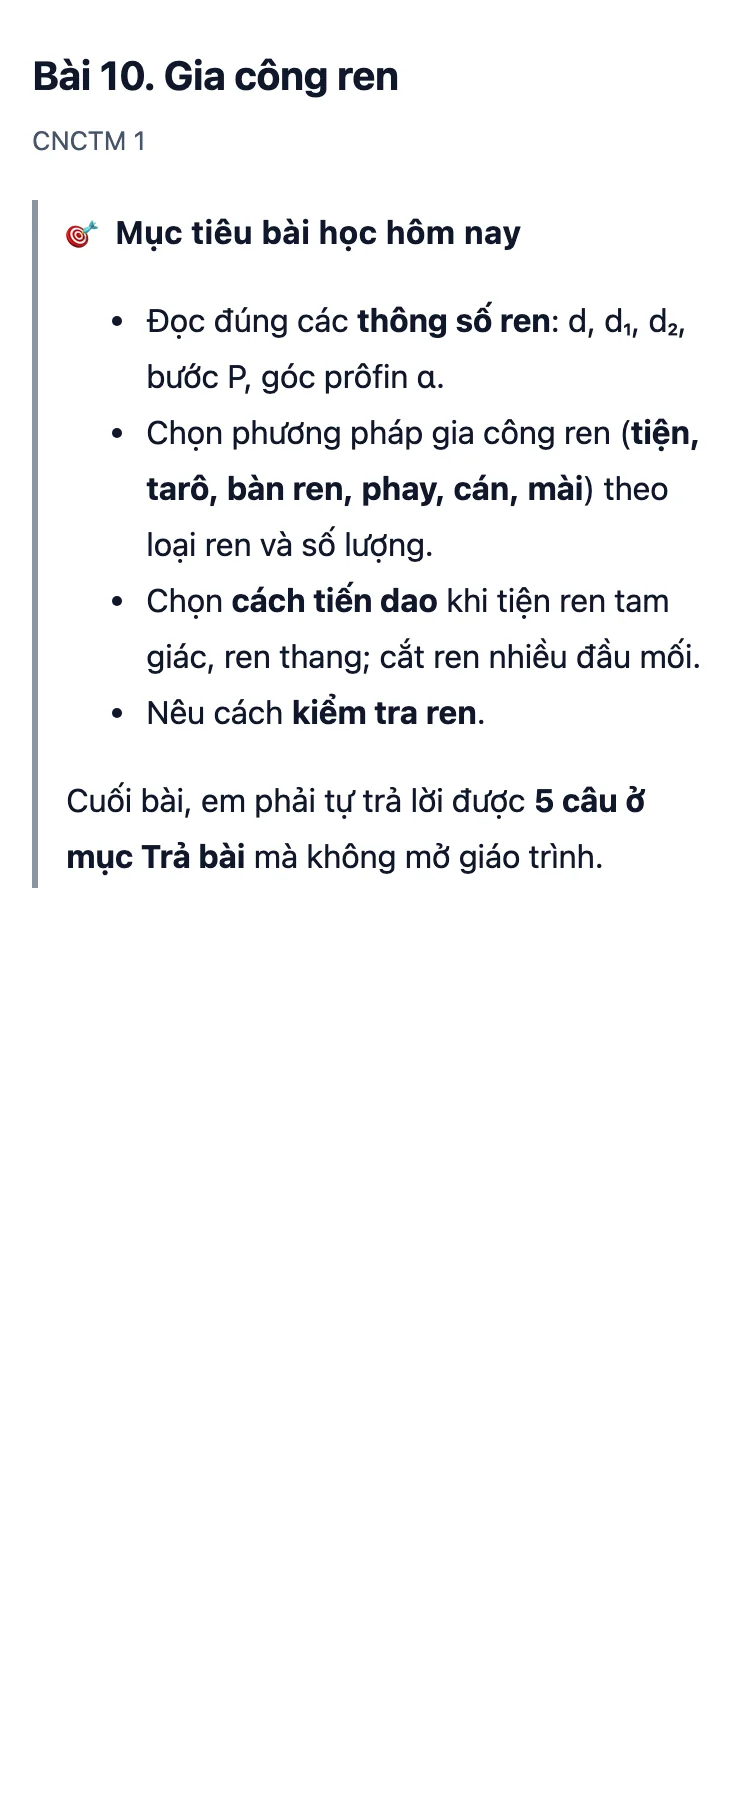 Bài 10. Gia công ren
CNCTM 1
🎯 Mục tiêu bài học hôm nay
• Đọc đúng các thông số ren: d, d₁, d₂,
bước P, góc prôfin α.
• Chọn phương pháp gia công ren (tiện,
tarô, bàn ren, phay, cán, mài) theo
loại ren và số lượng.
• Chọn cách tiến dao khi tiện ren tam
giác, ren thang; cắt ren nhiều đầu mối.
• Nêu cách kiểm tra ren.
Cuối bài, em phải tự trả lời được 5 câu ở
mục Trả bài mà không mở giáo trình.